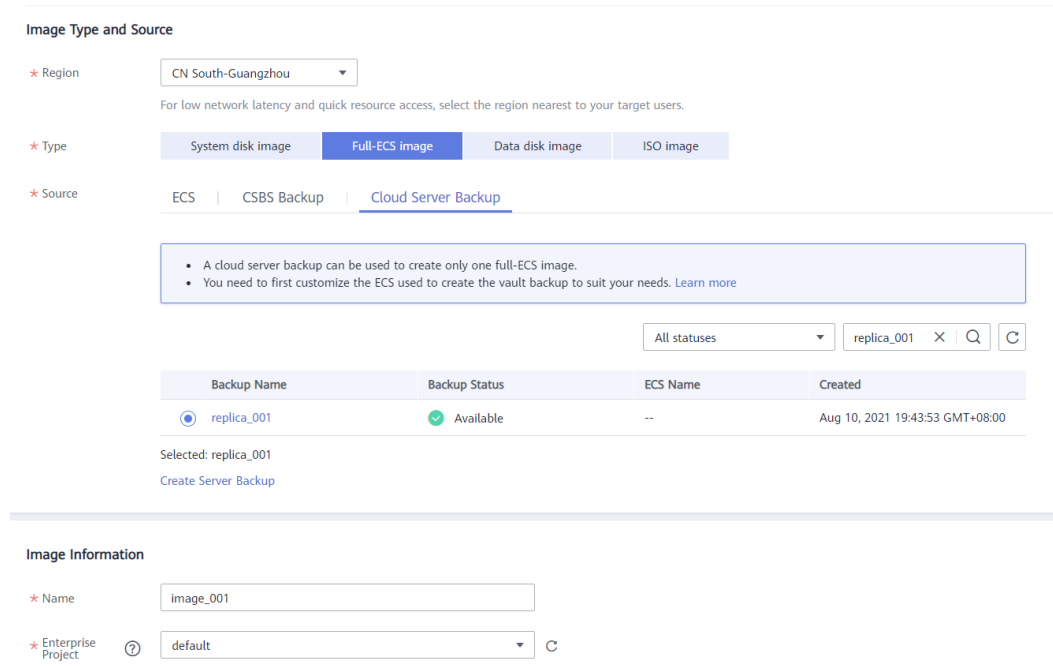 Image Type and Source
* Region
CN South-Guangzhou
For low network latency and quick resource access, select the region nearest to your target users.
* Type
System disk image
Full-ECS image
Data disk image
ISO image
* Source
ECS
CSBS Backup
Cloud Server Backup
• A cloud server backup can be used to create only one full-ECS image.
• You need to first customize the ECS used to create the vault backup to suit your needs. Learn more
All statuses
replica_001
Backup Name Backup Status ECS Name Created
replica_001 Available -- Aug 10, 2021 19:43:53 GMT+08:00
Selected: replica_001
Create Server Backup
Image Information
* Name
image_001
* Enterprise
Project
?
default